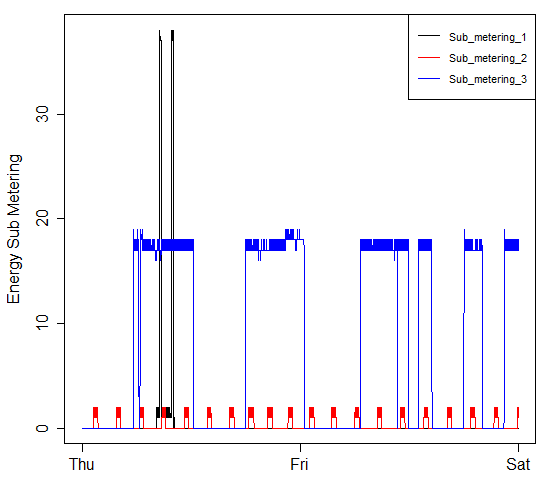 Sub_metering_1
Sub_metering_2
Sub_metering_3
Energy Sub Metering
30
20
10
0
Thu Fri Sat